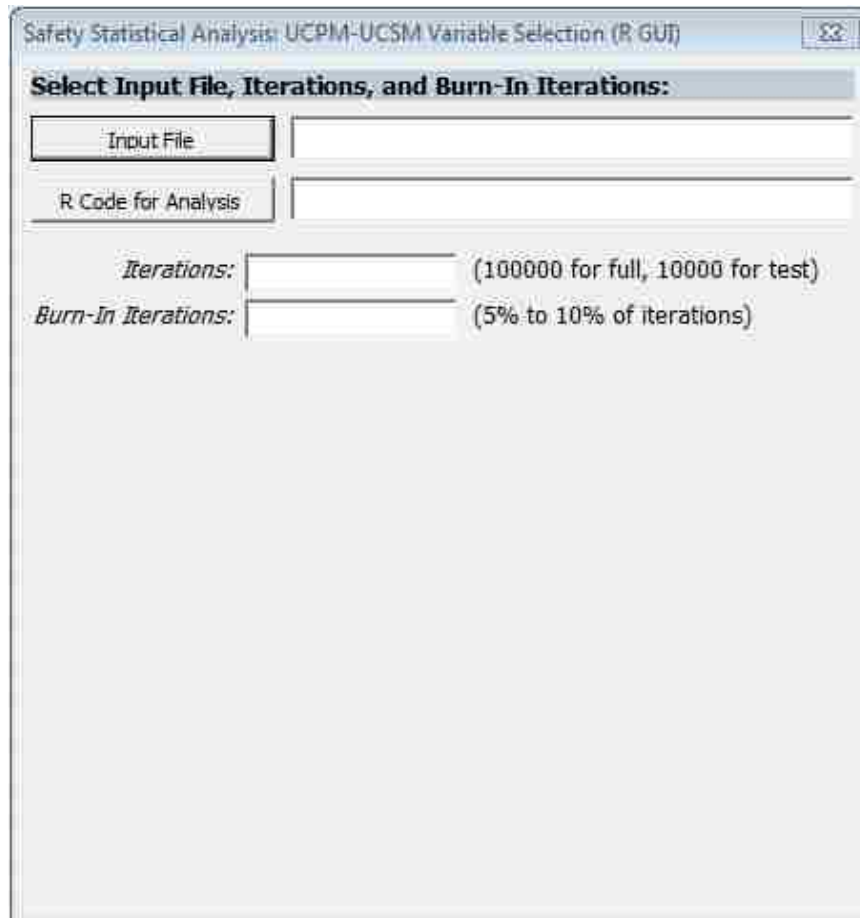 Safety Statistical Analysis: UCPM-UCSM Variable Selection (R GUI)
Select Input File, Iterations, and Burn-In Iterations:
Input File
R Code for Analysis
Iterations: (100000 for full, 10000 for test)
Burn-In Iterations: (5% to 10% of iterations)